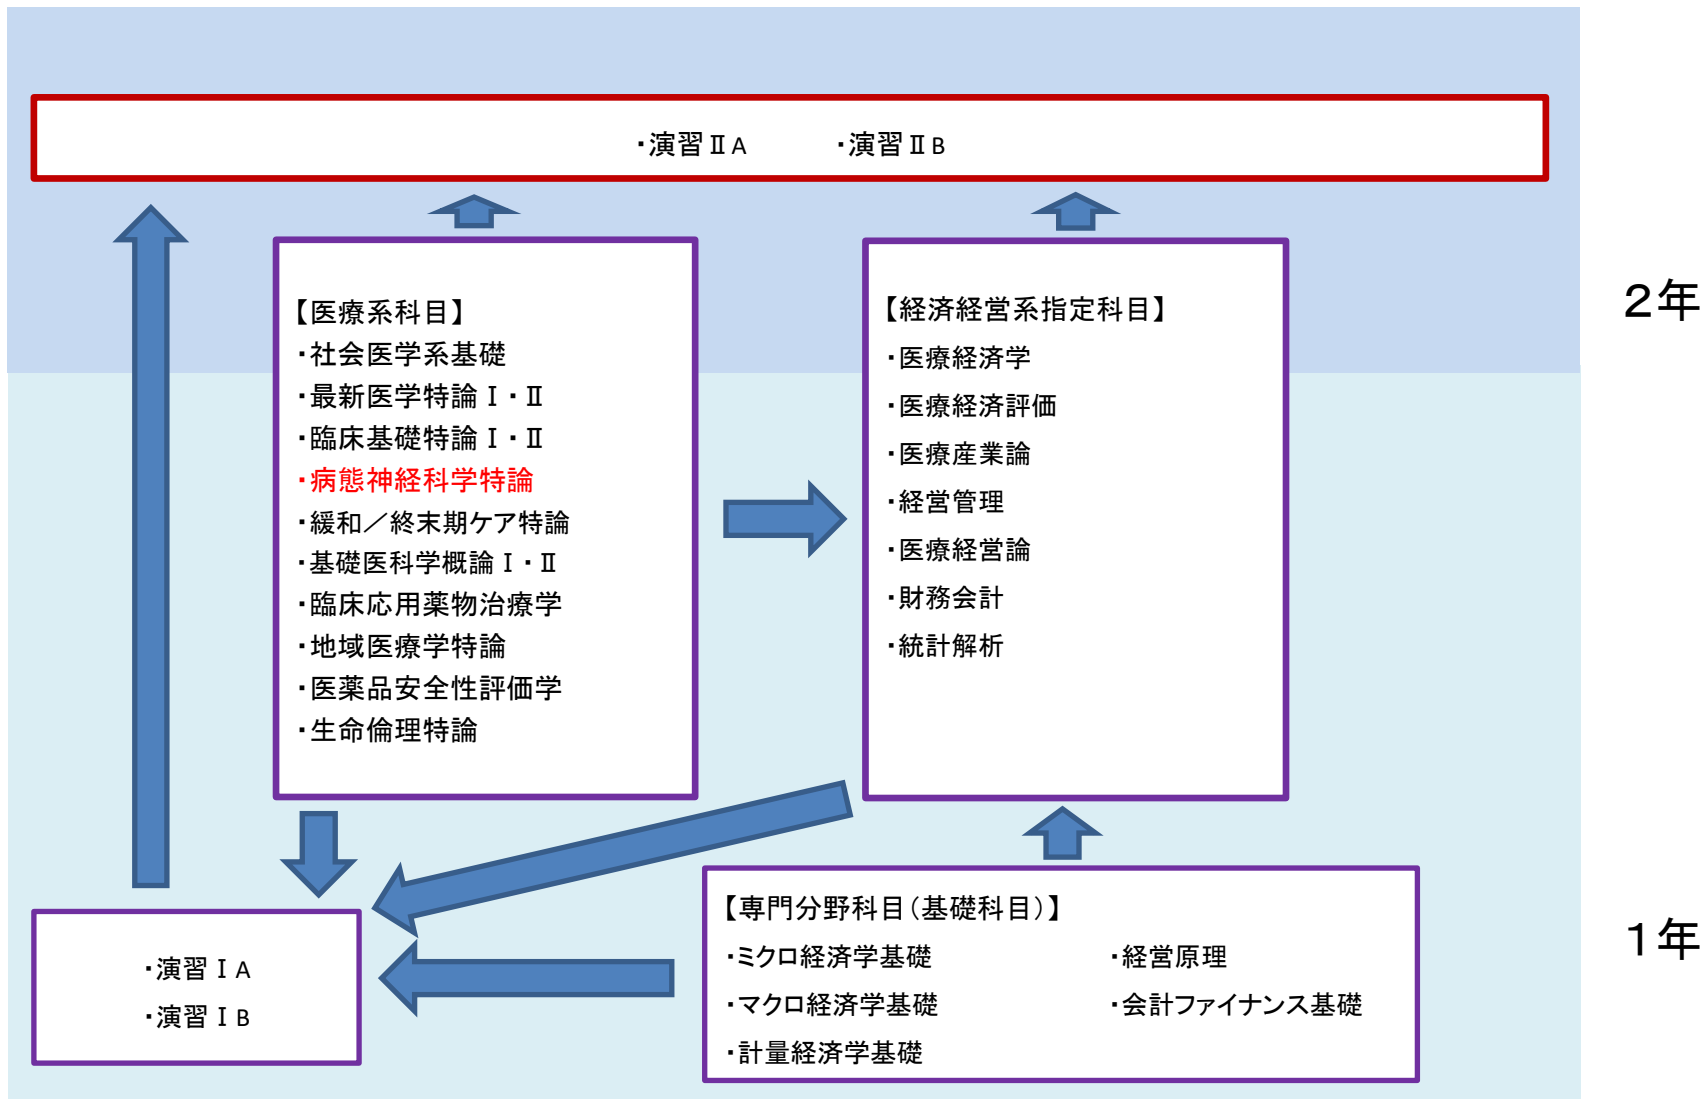 ・演習ⅡA ・演習ⅡB
【医療系科目】
・社会医学系基礎
・最新医学特論Ⅰ・Ⅱ
・臨床基礎特論Ⅰ・Ⅱ
・病態神経科学特論
・緩和／終末期ケア特論
・基礎医科学概論Ⅰ・Ⅱ
・臨床応用薬物治療学
・地域医療学特論
・医薬品安全性評価学
・生命倫理特論
【経済経営系指定科目】
・医療経済学
・医療経済評価
・医療産業論
・経営管理
・医療経営論
・財務会計
・統計解析
２年
・演習ⅠA
・演習ⅠB
【専門分野科目（基礎科目）】
・ミクロ経済学基礎 ・経営原理
・マクロ経済学基礎 ・会計ファイナンス基礎
・計量経済学基礎
１年